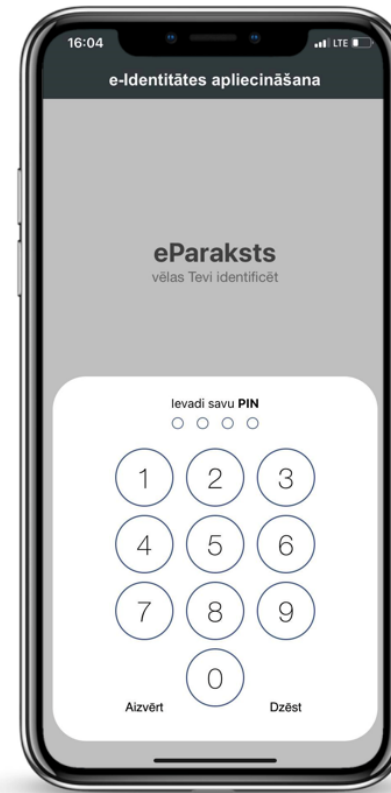 16:04
LTE
e-Identitātes apliecināšana
eParaksts
vēlas Tevi identificēt
Ievadi savu PIN
1 2 3
4 5 6
7 8 9
0
Aizvērt Dzēst